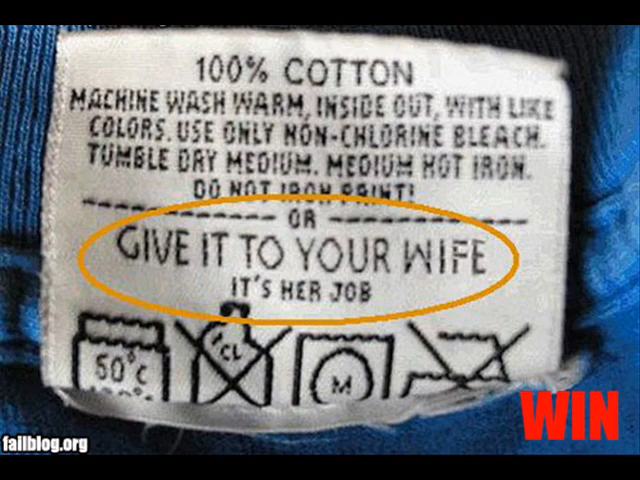 100% COTTON
MACHINE WASH WARM, INSIDE OUT, WITH LIKE
COLORS. USE ONLY NON-CHLORINE BLEACH.
TUMBLE DRY MEDIUM. MEDIUM HOT IRON.
DO NOT IRON PRINT!
OR
GIVE IT TO YOUR WIFE
IT'S HER JOB
50°C CL M
WIN
failblog.org